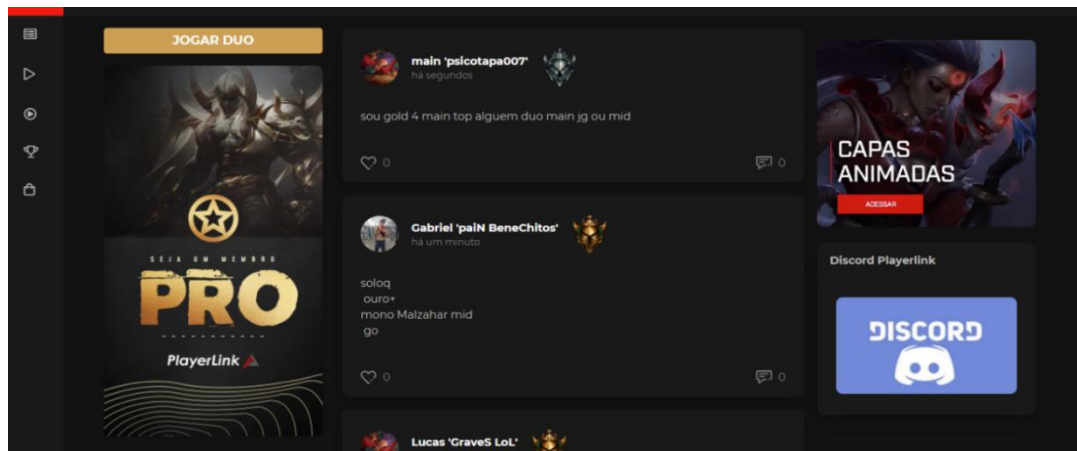 JOGAR DUO
SEJA UM MEMBRO
PRO
PlayerLink
main 'psicotapa007'
há segundos
sou gold 4 main top alguem duo main jg ou mid
0
0
Gabriel 'paiN BeneChitos'
há um minuto
soloq
ouro+
mono Malzahar mid
go
0
0
Lucas 'GraveS LoL'
CAPAS
ANIMADAS
ACESSAR
Discord Playerlink
DISCORD